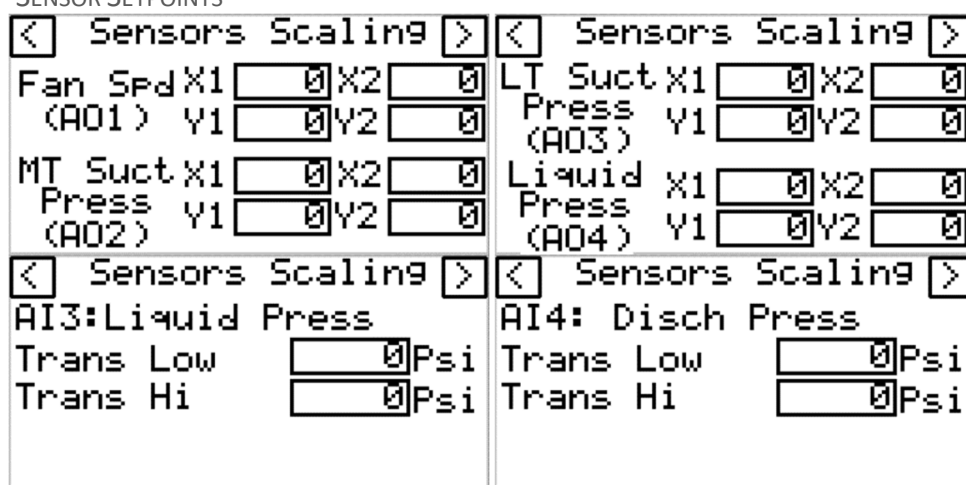 SENSOR SETPOINTS
< Sensors Scaling >
Fan Spd X1 0 X2 0
(AO1) Y1 0 Y2 0
MT Suct X1 0 X2 0
Press Y1 0 Y2 0
(AO2)
< Sensors Scaling >
LT Suct X1 0 X2 0
Press Y1 0 Y2 0
(AO3)
Liquid X1 0 X2 0
Press Y1 0 Y2 0
(AO4)
< Sensors Scaling >
AI3:Liquid Press
Trans Low 0 Psi
Trans Hi 0 Psi
< Sensors Scaling >
AI4: Disch Press
Trans Low 0 Psi
Trans Hi 0 Psi